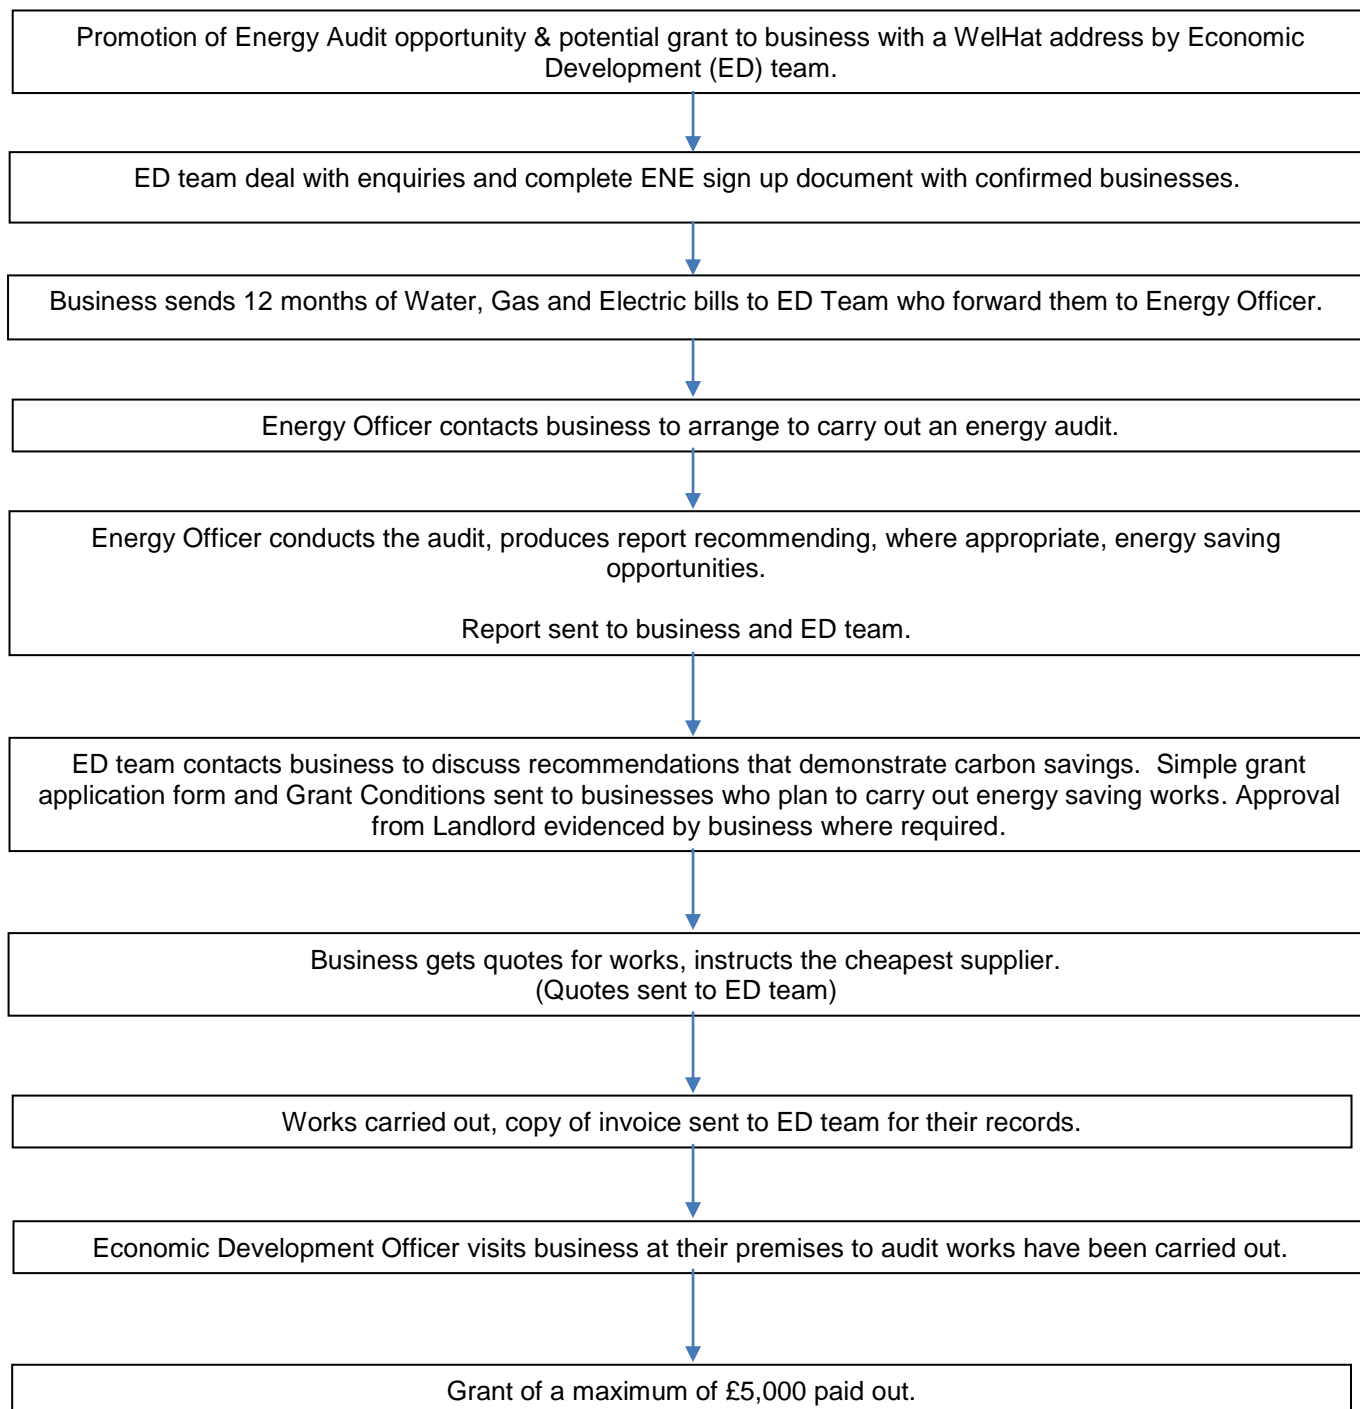 Promotion of Energy Audit opportunity & potential grant to business with a WelHat address by Economic
Development (ED) team.
ED team deal with enquiries and complete ENE sign up document with confirmed businesses.
Business sends 12 months of Water, Gas and Electric bills to ED Team who forward them to Energy Officer.
Energy Officer contacts business to arrange to carry out an energy audit.
Energy Officer conducts the audit, produces report recommending, where appropriate, energy saving
opportunities.
Report sent to business and ED team.
ED team contacts business to discuss recommendations that demonstrate carbon savings.  Simple grant
application form and Grant Conditions sent to businesses who plan to carry out energy saving works. Approval
from Landlord evidenced by business where required.
Business gets quotes for works, instructs the cheapest supplier.
(Quotes sent to ED team)
Works carried out, copy of invoice sent to ED team for their records.
Economic Development Officer visits business at their premises to audit works have been carried out.
Grant of a maximum of £5,000 paid out.